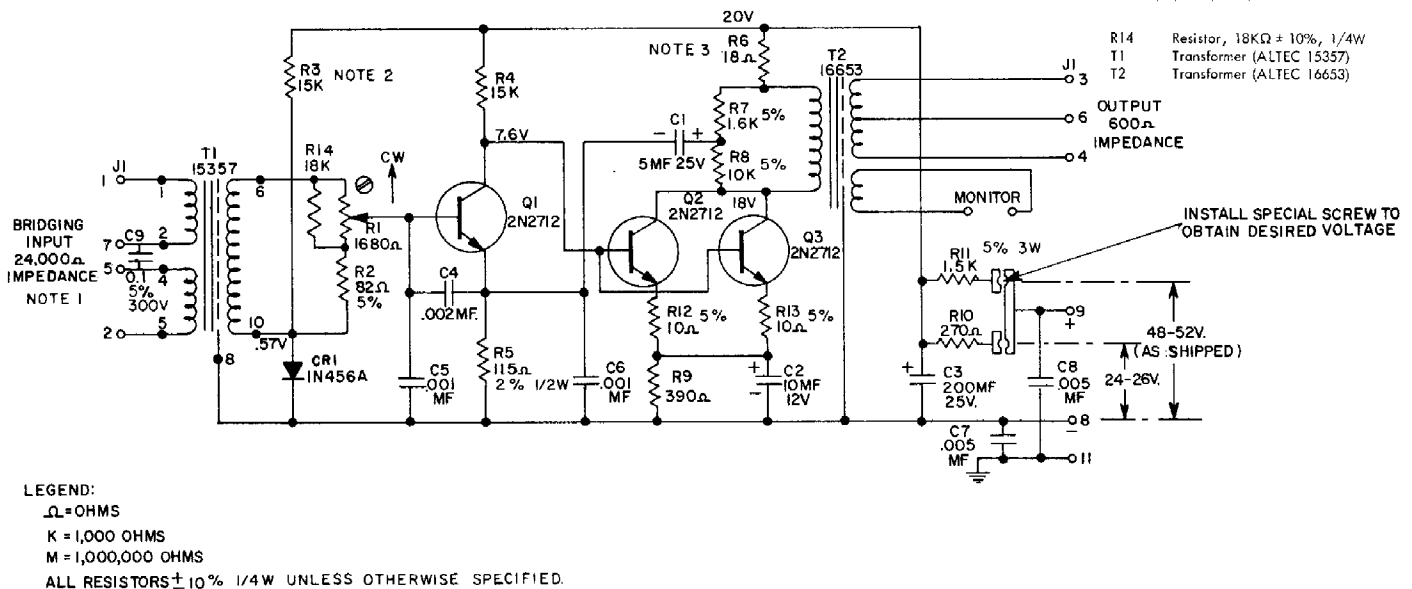 R14 Resistor, 18KΩ ± 10%, 1/4W
T1 Transformer (ALTEC 15357)
T2 Transformer (ALTEC 16653)
20V
NOTE 3
R6
18Ω
T2
16653
R3
15K
NOTE 2
R4
15K
7.6V
C1
- +
5MF 25V
R7
1.6K 5%
R8
10K 5%
J1
3
6
4
OUTPUT
600Ω
IMPEDANCE
MONITOR
J1
1
7
5
2
T1
15357
1
2
4
5
6
10
8
C9
0.1
5%
300V
BRIDGING
INPUT
24,000Ω
IMPEDANCE
NOTE 1
R14
18K
CW
R1
1680Ω
R2
82Ω
5%
.57V
CR1
1N456A
Q1
2N2712
C4
.002MF.
C5
.001
MF
R5
115Ω
2% 1/2W
C6
.001
MF
Q2
2N2712
18V
Q3
2N2712
R12 5%
10Ω
R13 5%
10Ω
R9
390Ω
+
-
C2
10MF
12V
R11 5% 3W
1.5K
R10
270Ω
INSTALL SPECIAL SCREW TO
OBTAIN DESIRED VOLTAGE
9
+
48-52V.
(AS SHIPPED)
24-26V.
+
C3
200MF
25V.
C8
.005
MF
C7
.005
MF
8
-
11
LEGEND:
Ω=OHMS
K = 1,000 OHMS
M = 1,000,000 OHMS
ALL RESISTORS ± 10% 1/4W UNLESS OTHERWISE SPECIFIED.